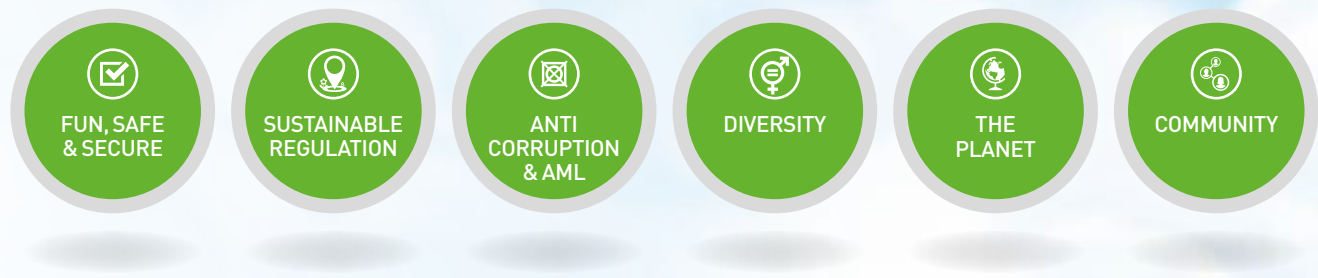 FUN, SAFE
& SECURE
SUSTAINABLE
REGULATION
ANTI
CORRUPTION
& AML
DIVERSITY
THE
PLANET
COMMUNITY